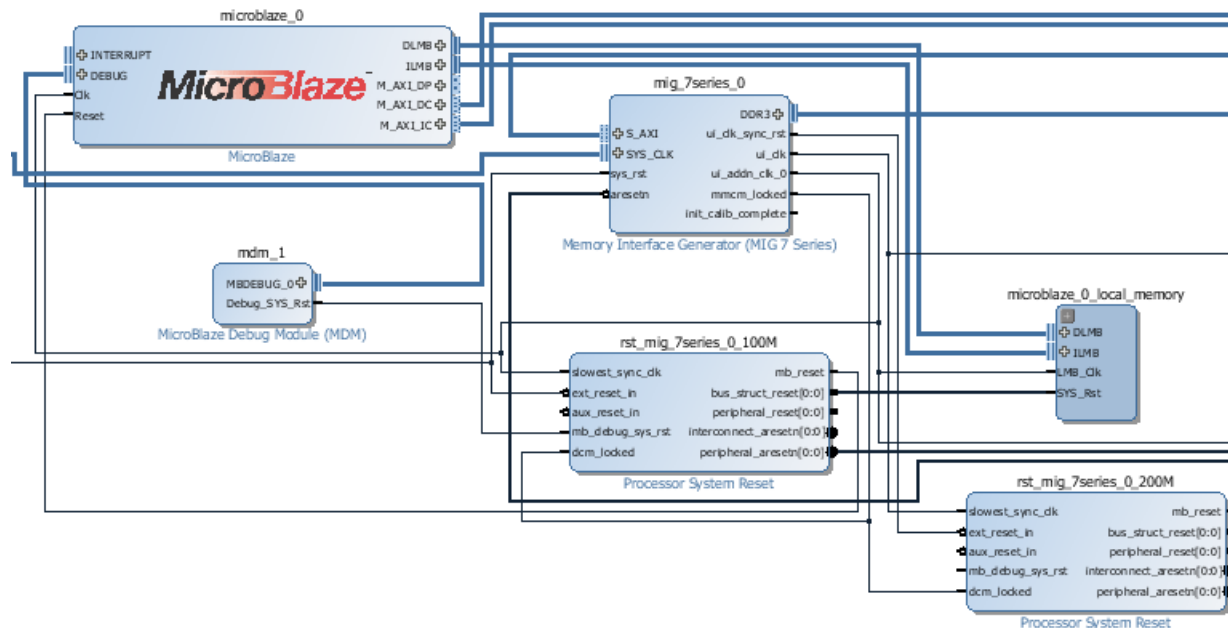 microblaze_0
INTERRUPT
DEBUG
Clk
Reset
MicroBlaze
DLMB
ILMB
M_AXI_DP
M_AXI_DC
M_AXI_IC
MicroBlaze
mig_7series_0
S_AXI
SYS_CLK
sys_rst
aresetn
DDR3
ui_clk_sync_rst
ui_clk
ui_addn_clk_0
mmcm_locked
init_calib_complete
Memory Interface Generator (MIG 7 Series)
mdm_1
MBDEBUG_0
Debug_SYS_Rst
MicroBlaze Debug Module (MDM)
microblaze_0_local_memory
DLMB
ILMB
LMB_Clk
SYS_Rst
rst_mig_7series_0_100M
slowest_sync_clk
ext_reset_in
aux_reset_in
mb_debug_sys_rst
dcm_locked
mb_reset
bus_struct_reset[0:0]
peripheral_reset[0:0]
interconnect_aresetn[0:0]
peripheral_aresetn[0:0]
Processor System Reset
rst_mig_7series_0_200M
slowest_sync_clk
ext_reset_in
aux_reset_in
mb_debug_sys_rst
dcm_locked
mb_reset
bus_struct_reset[0:0]
peripheral_reset[0:0]
interconnect_aresetn[0:0]
peripheral_aresetn[0:0]
Processor System Reset